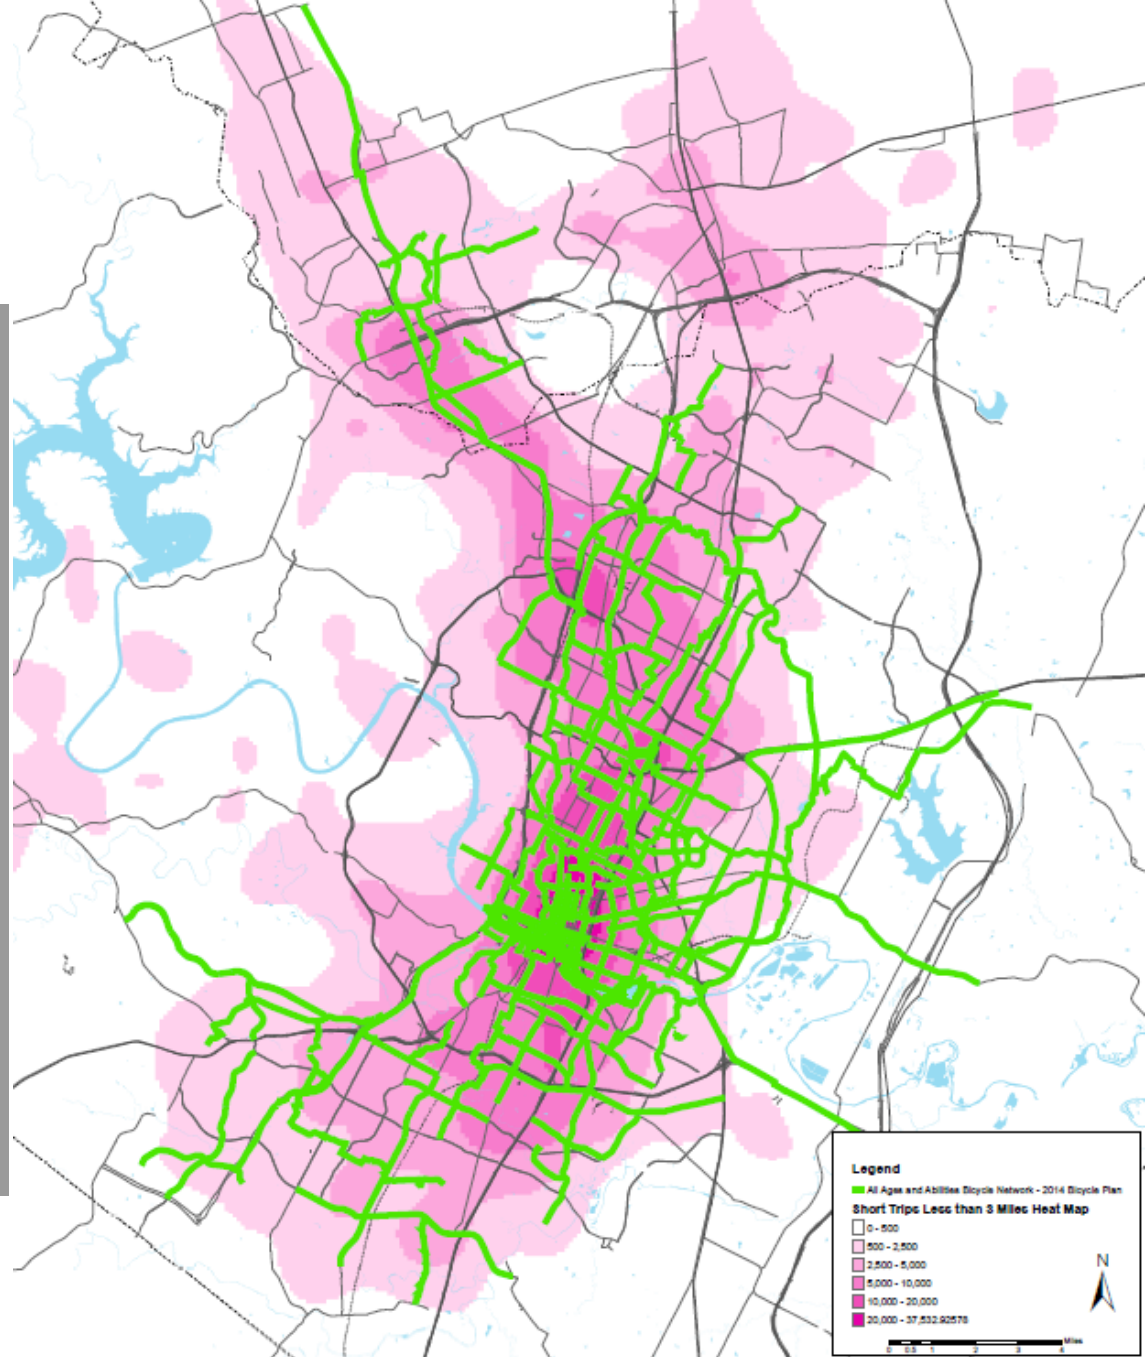 Legend
All Ages and Abilities Bicycle Network - 2014 Bicycle Plan
Short Trips Less than 3 Miles Heat Map
0 - 500
500 - 2,500
2,500 - 5,000
5,000 - 10,000
10,000 - 20,000
20,000 - 37,532.92578
N
Miles
0 0.5 1 2 3 4